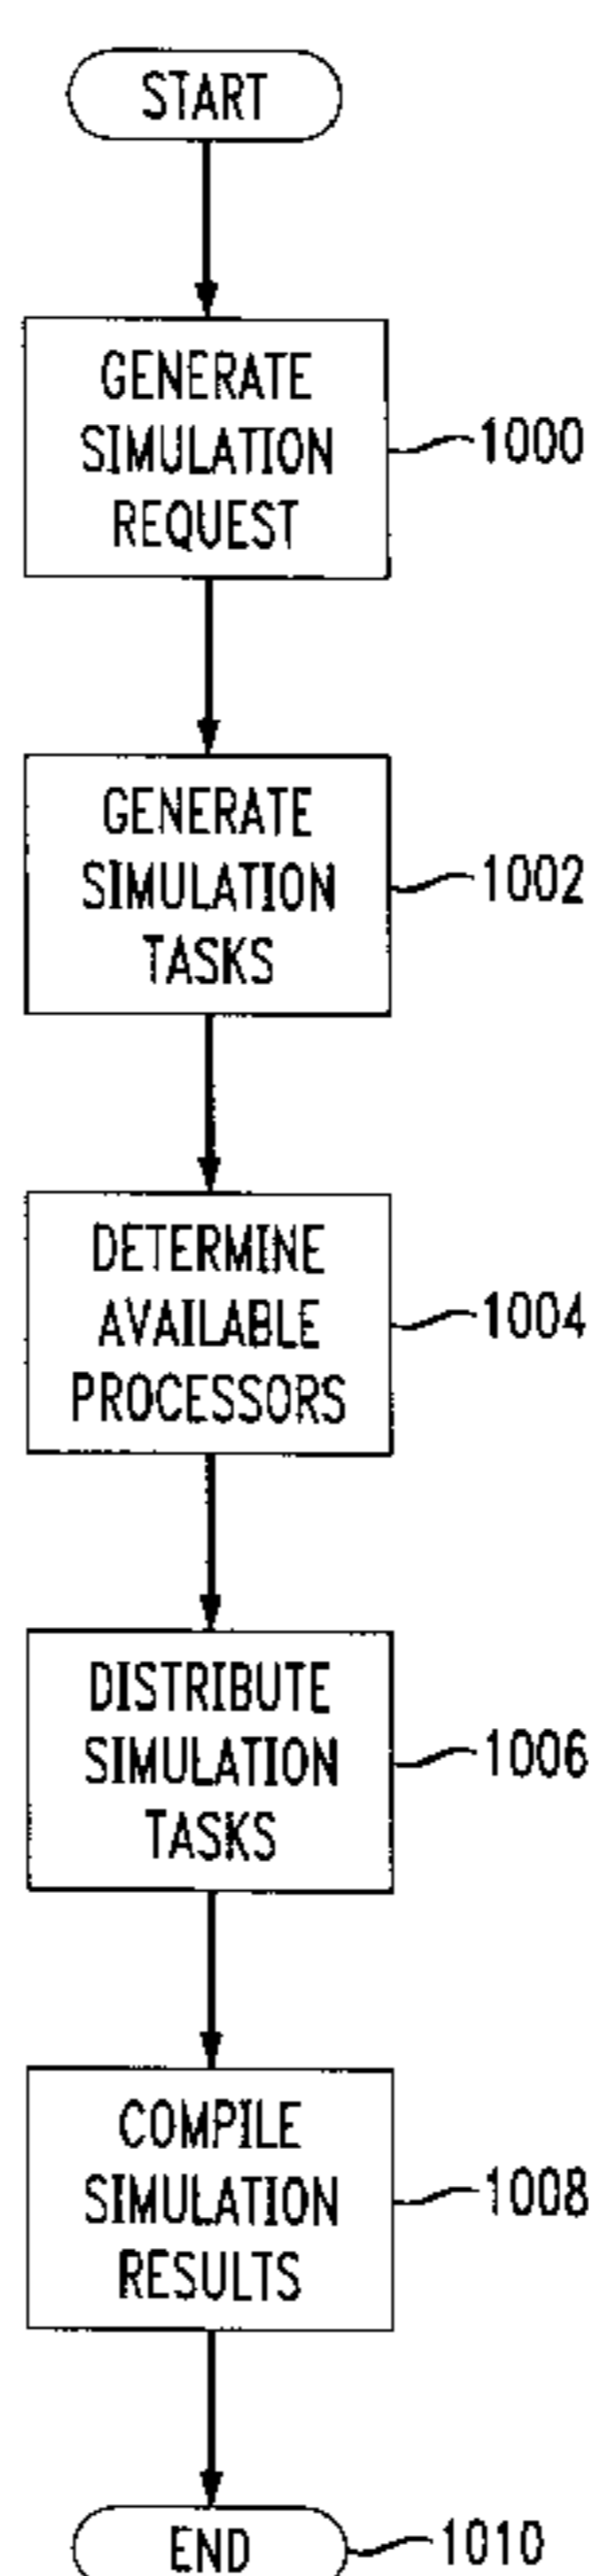 START
GENERATE
SIMULATION
REQUEST
1000
GENERATE
SIMULATION
TASKS
1002
DETERMINE
AVAILABLE
PROCESSORS
1004
DISTRIBUTE
SIMULATION
TASKS
1006
COMPILE
SIMULATION
RESULTS
1008
END
1010